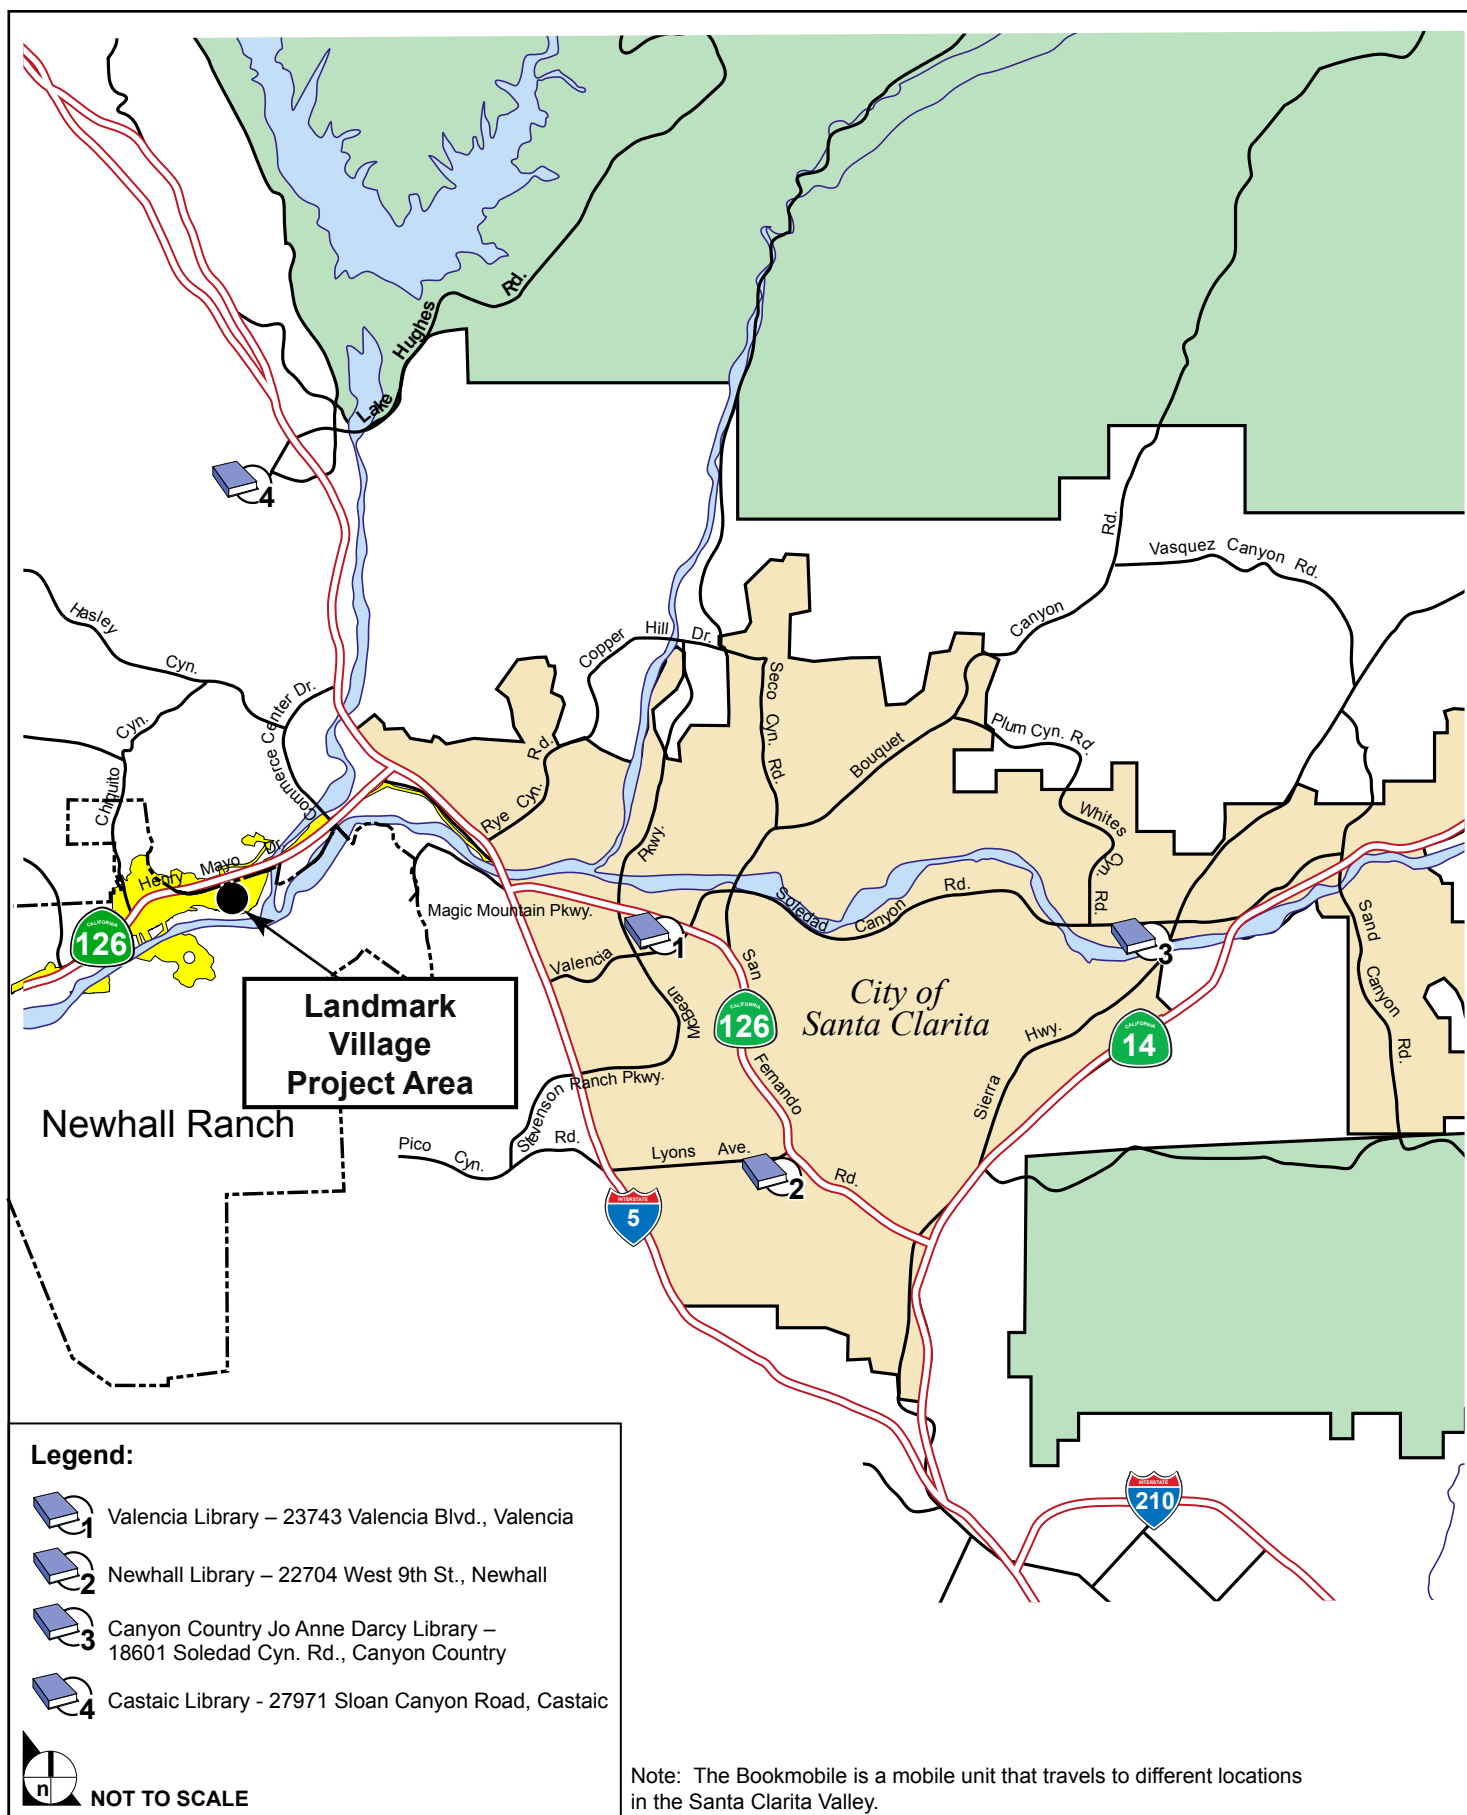 Lake Hughes Rd.
4
Rd.
Vasquez Canyon Rd.
Canyon
Hasley
Cyn.
Copper Hill Dr.
Seco Cyn. Rd.
Commerce Center Dr.
Cyn.
Chiquito
Plum Cyn. Rd.
Bouquet
Rye Cyn. Rd.
Whites Cyn. Rd.
Pkwy.
Henry Mayo Dr.
Soledad Canyon Rd.
Magic Mountain Pkwy.
CALIFORNIA
126
1
3
Sand Canyon Rd.
Valencia
San
McBean
City of
Santa Clarita
CALIFORNIA
126
CALIFORNIA
14
Landmark
Village
Project Area
Hwy.
Sierra
Fernando
Ranch Pkwy.
Stevenson
Newhall Ranch
Pico Cyn. Rd.
Lyons Ave.
2
Rd.
INTERSTATE
5
INTERSTATE
210
Legend:
1 Valencia Library – 23743 Valencia Blvd., Valencia
2 Newhall Library – 22704 West 9th St., Newhall
3 Canyon Country Jo Anne Darcy Library –
18601 Soledad Cyn. Rd., Canyon Country
4 Castaic Library - 27971 Sloan Canyon Road, Castaic
n
NOT TO SCALE
Note: The Bookmobile is a mobile unit that travels to different locations
in the Santa Clarita Valley.